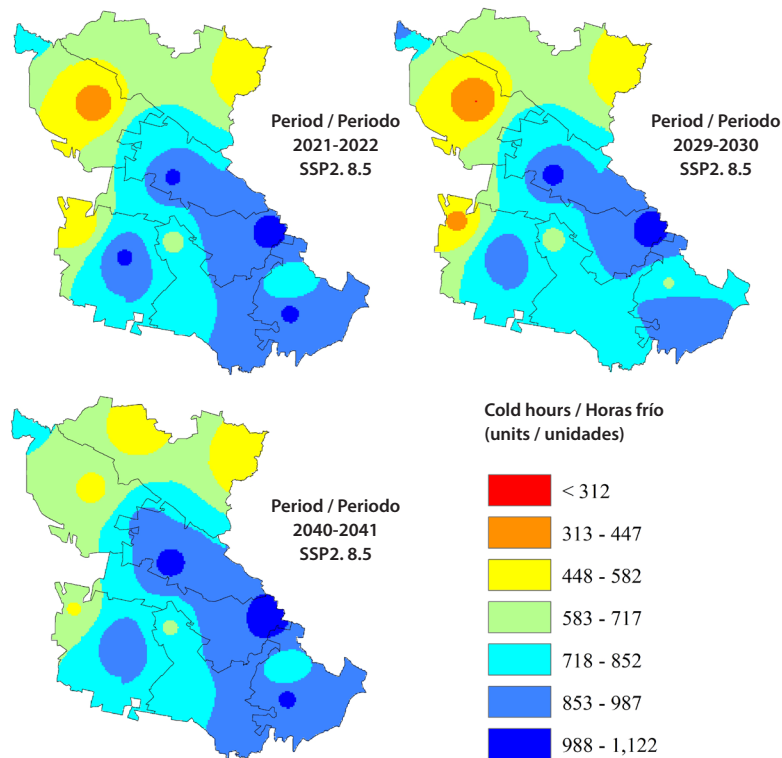 Period / Periodo
2021-2022
SSP2. 8.5
Period / Periodo
2029-2030
SSP2. 8.5
Period / Periodo
2040-2041
SSP2. 8.5
Cold hours / Horas frío
(units / unidades)
< 312
313 - 447
448 - 582
583 - 717
718 - 852
853 - 987
988 - 1,122